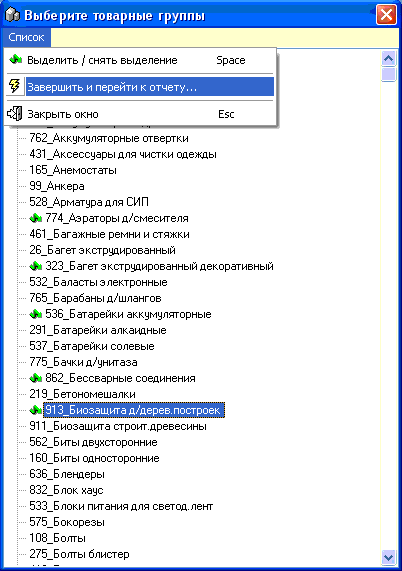 Выберите товарные группы
Список
Выделить / снять выделение Space
Завершить и перейти к отчету...
Закрыть окно Esc
762_Аккумуляторные отвертки
431_Аксессуары для чистки одежды
165_Анемостаты
99_Анкера
528_Арматура для СИП
774_Аэраторы д/смесителя
461_Багажные ремни и стяжки
26_Багет экструдированный
323_Багет экструдированный декоративный
532_Баласты электронные
765_Барабаны д/шлангов
536_Батарейки аккумуляторные
291_Батарейки алкаидные
537_Батарейки солевые
775_Бачки д/унитаза
862_Бессварные соединения
219_Бетономешалки
913_Биозащита д/дерев.построек
911_Биозащита строит.древесины
562_Биты двухсторонние
160_Биты односторонние
636_Блендеры
832_Блок хаус
533_Блоки питания для светод.лент
575_Бокорезы
108_Болты
275_Болты блистер